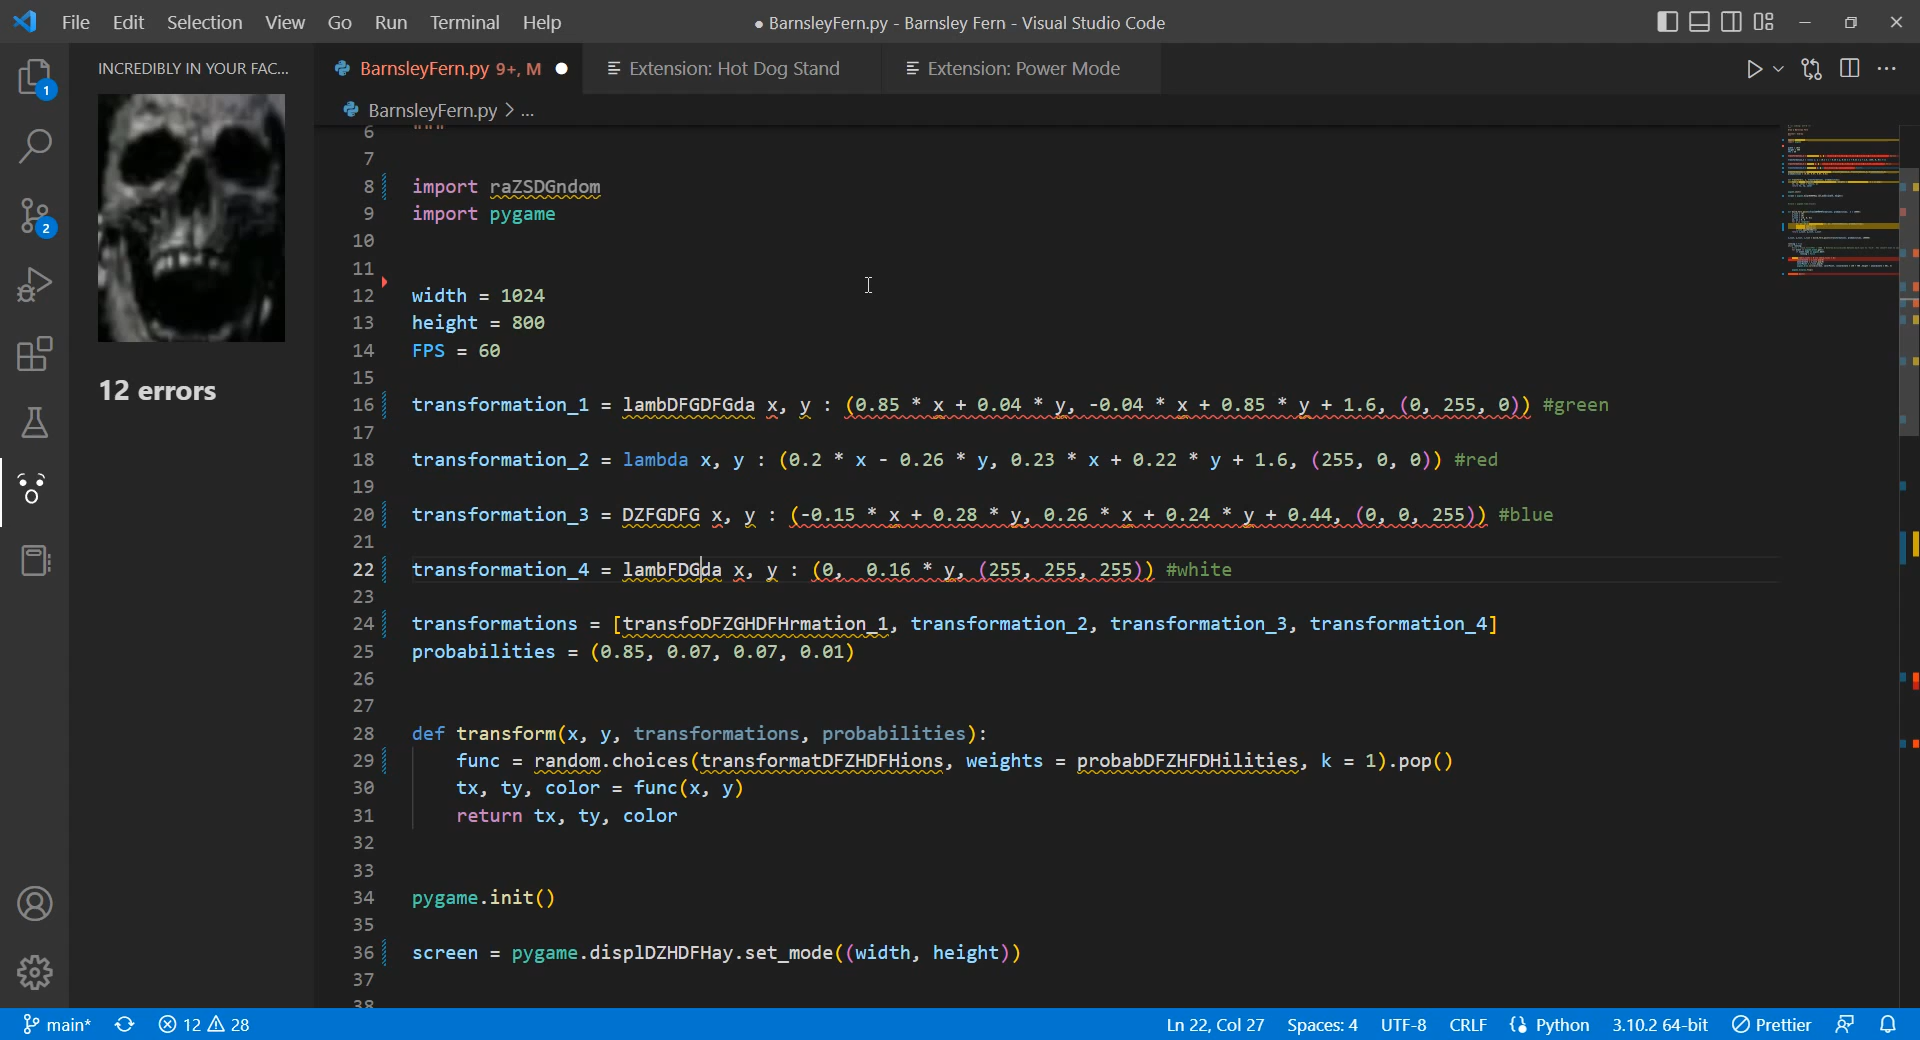 File Edit Selection View Go Run Terminal Help
● BarnsleyFern.py - Barnsley Fern - Visual Studio Code
INCREDIBLY IN YOUR FAC...
BarnsleyFern.py 9+, M ●
Extension: Hot Dog Stand
Extension: Power Mode
BarnsleyFern.py > ...
1
2
12 errors
6 """
7
8 import raZSDGndom
9 import pygame
10
11
12 width = 1024
13 height = 800
14 FPS = 60
15
16 transformation_1 = lambDFGDFGda x, y : (0.85 * x + 0.04 * y, -0.04 * x + 0.85 * y + 1.6, (0, 255, 0)) #green
17
18 transformation_2 = lambda x, y : (0.2 * x - 0.26 * y, 0.23 * x + 0.22 * y + 1.6, (255, 0, 0)) #red
19
20 transformation_3 = DZFGDFG x, y : (-0.15 * x + 0.28 * y, 0.26 * x + 0.24 * y + 0.44, (0, 0, 255)) #blue
21
22 transformation_4 = lambFDGda x, y : (0,  0.16 * y, (255, 255, 255)) #white
23
24 transformations = [transfoDFZGHDFHrmation_1, transformation_2, transformation_3, transformation_4]
25 probabilities = (0.85, 0.07, 0.07, 0.01)
26
27
28 def transform(x, y, transformations, probabilities):
29     func = random.choices(transformatDFZHDFHions, weights = probabDFZHFDHilities, k = 1).pop()
30     tx, ty, color = func(x, y)
31     return tx, ty, color
32
33
34 pygame.init()
35
36 screen = pygame.displDZHDFHay.set_mode((width, height))
37
38
main* 12 28
Ln 22, Col 27 Spaces: 4 UTF-8 CRLF Python 3.10.2 64-bit Prettier